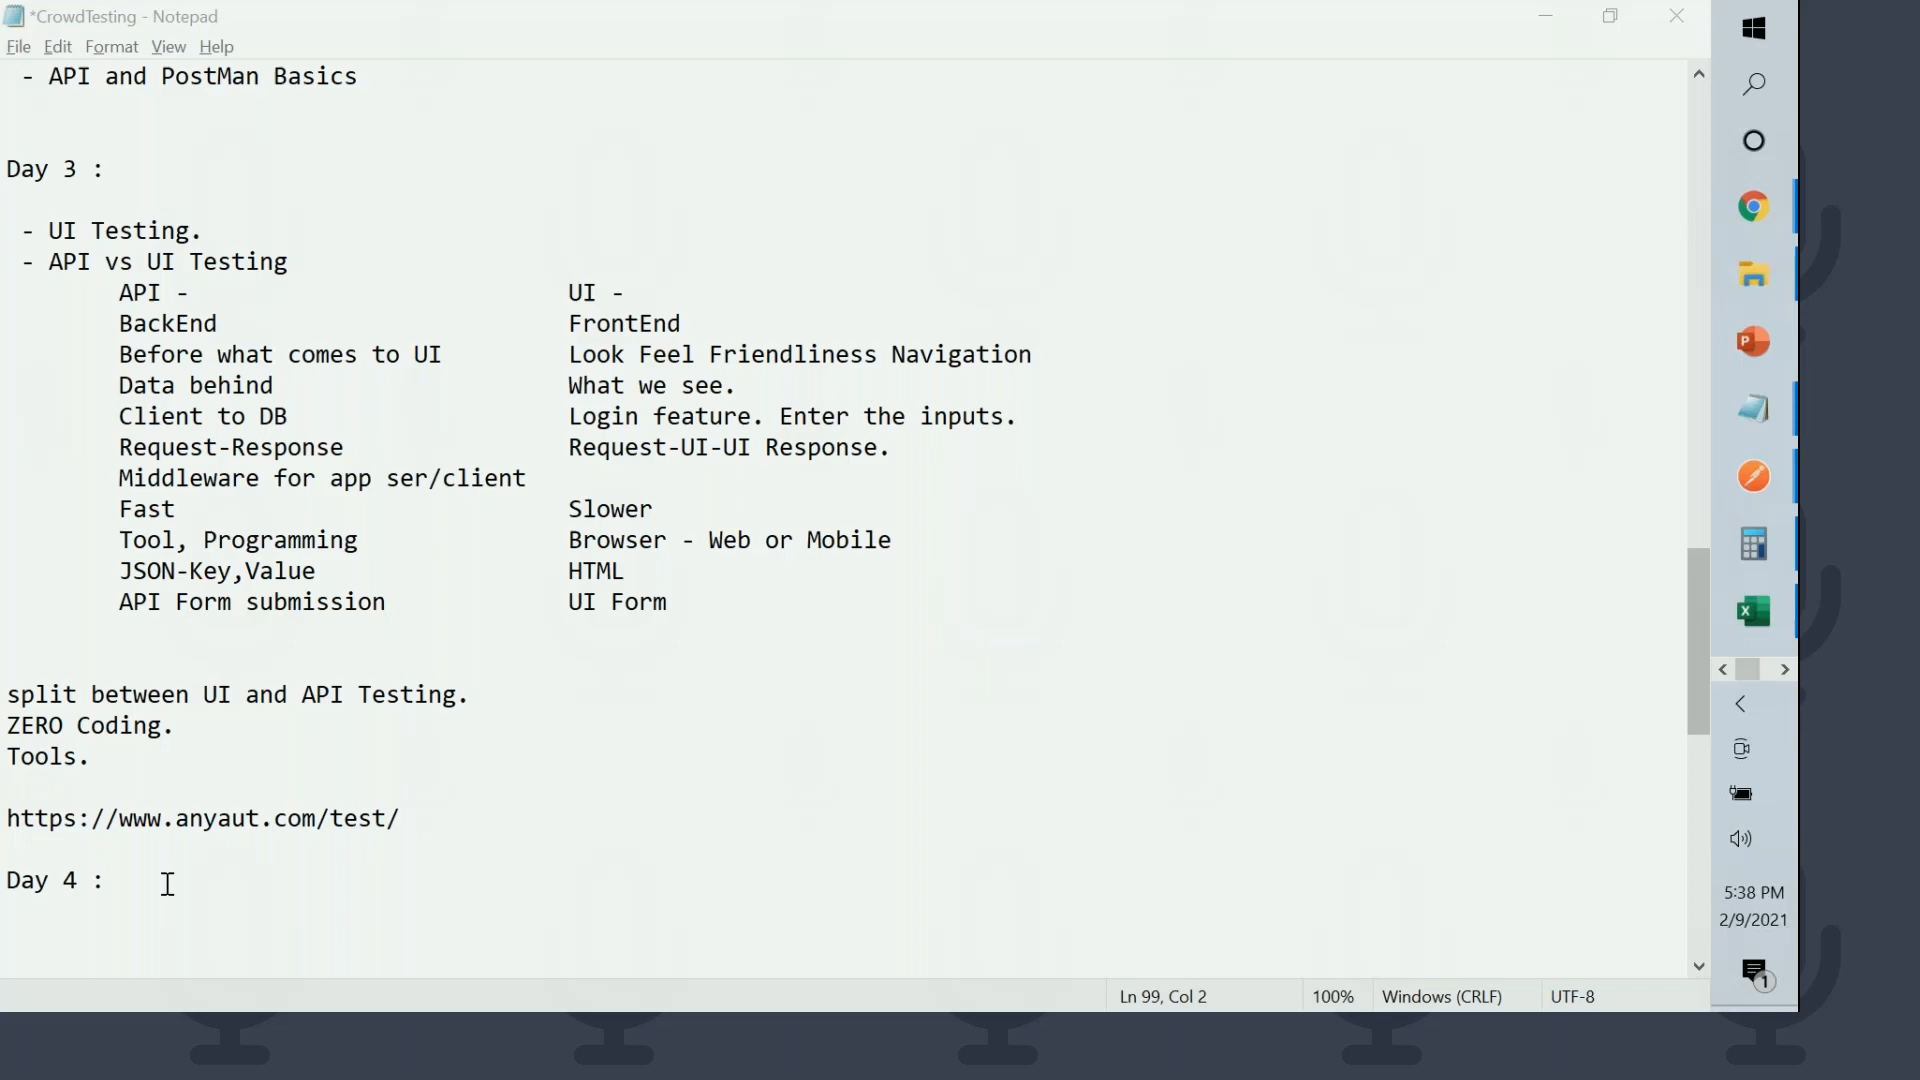 *CrowdTesting - Notepad
File Edit Format View Help
- API and PostMan Basics
Day 3 :
- UI Testing.
- API vs UI Testing
API - UI -
BackEnd FrontEnd
Before what comes to UI Look Feel Friendliness Navigation
Data behind What we see.
Client to DB Login feature. Enter the inputs.
Request-Response Request-UI-UI Response.
Middleware for app ser/client
Fast Slower
Tool, Programming Browser - Web or Mobile
JSON-Key,Value HTML
API Form submission UI Form
split between UI and API Testing.
ZERO Coding.
Tools.
https://www.anyaut.com/test/
Day 4 :
Ln 99, Col 2 100% Windows (CRLF) UTF-8
P
X
5:38 PM
2/9/2021
1